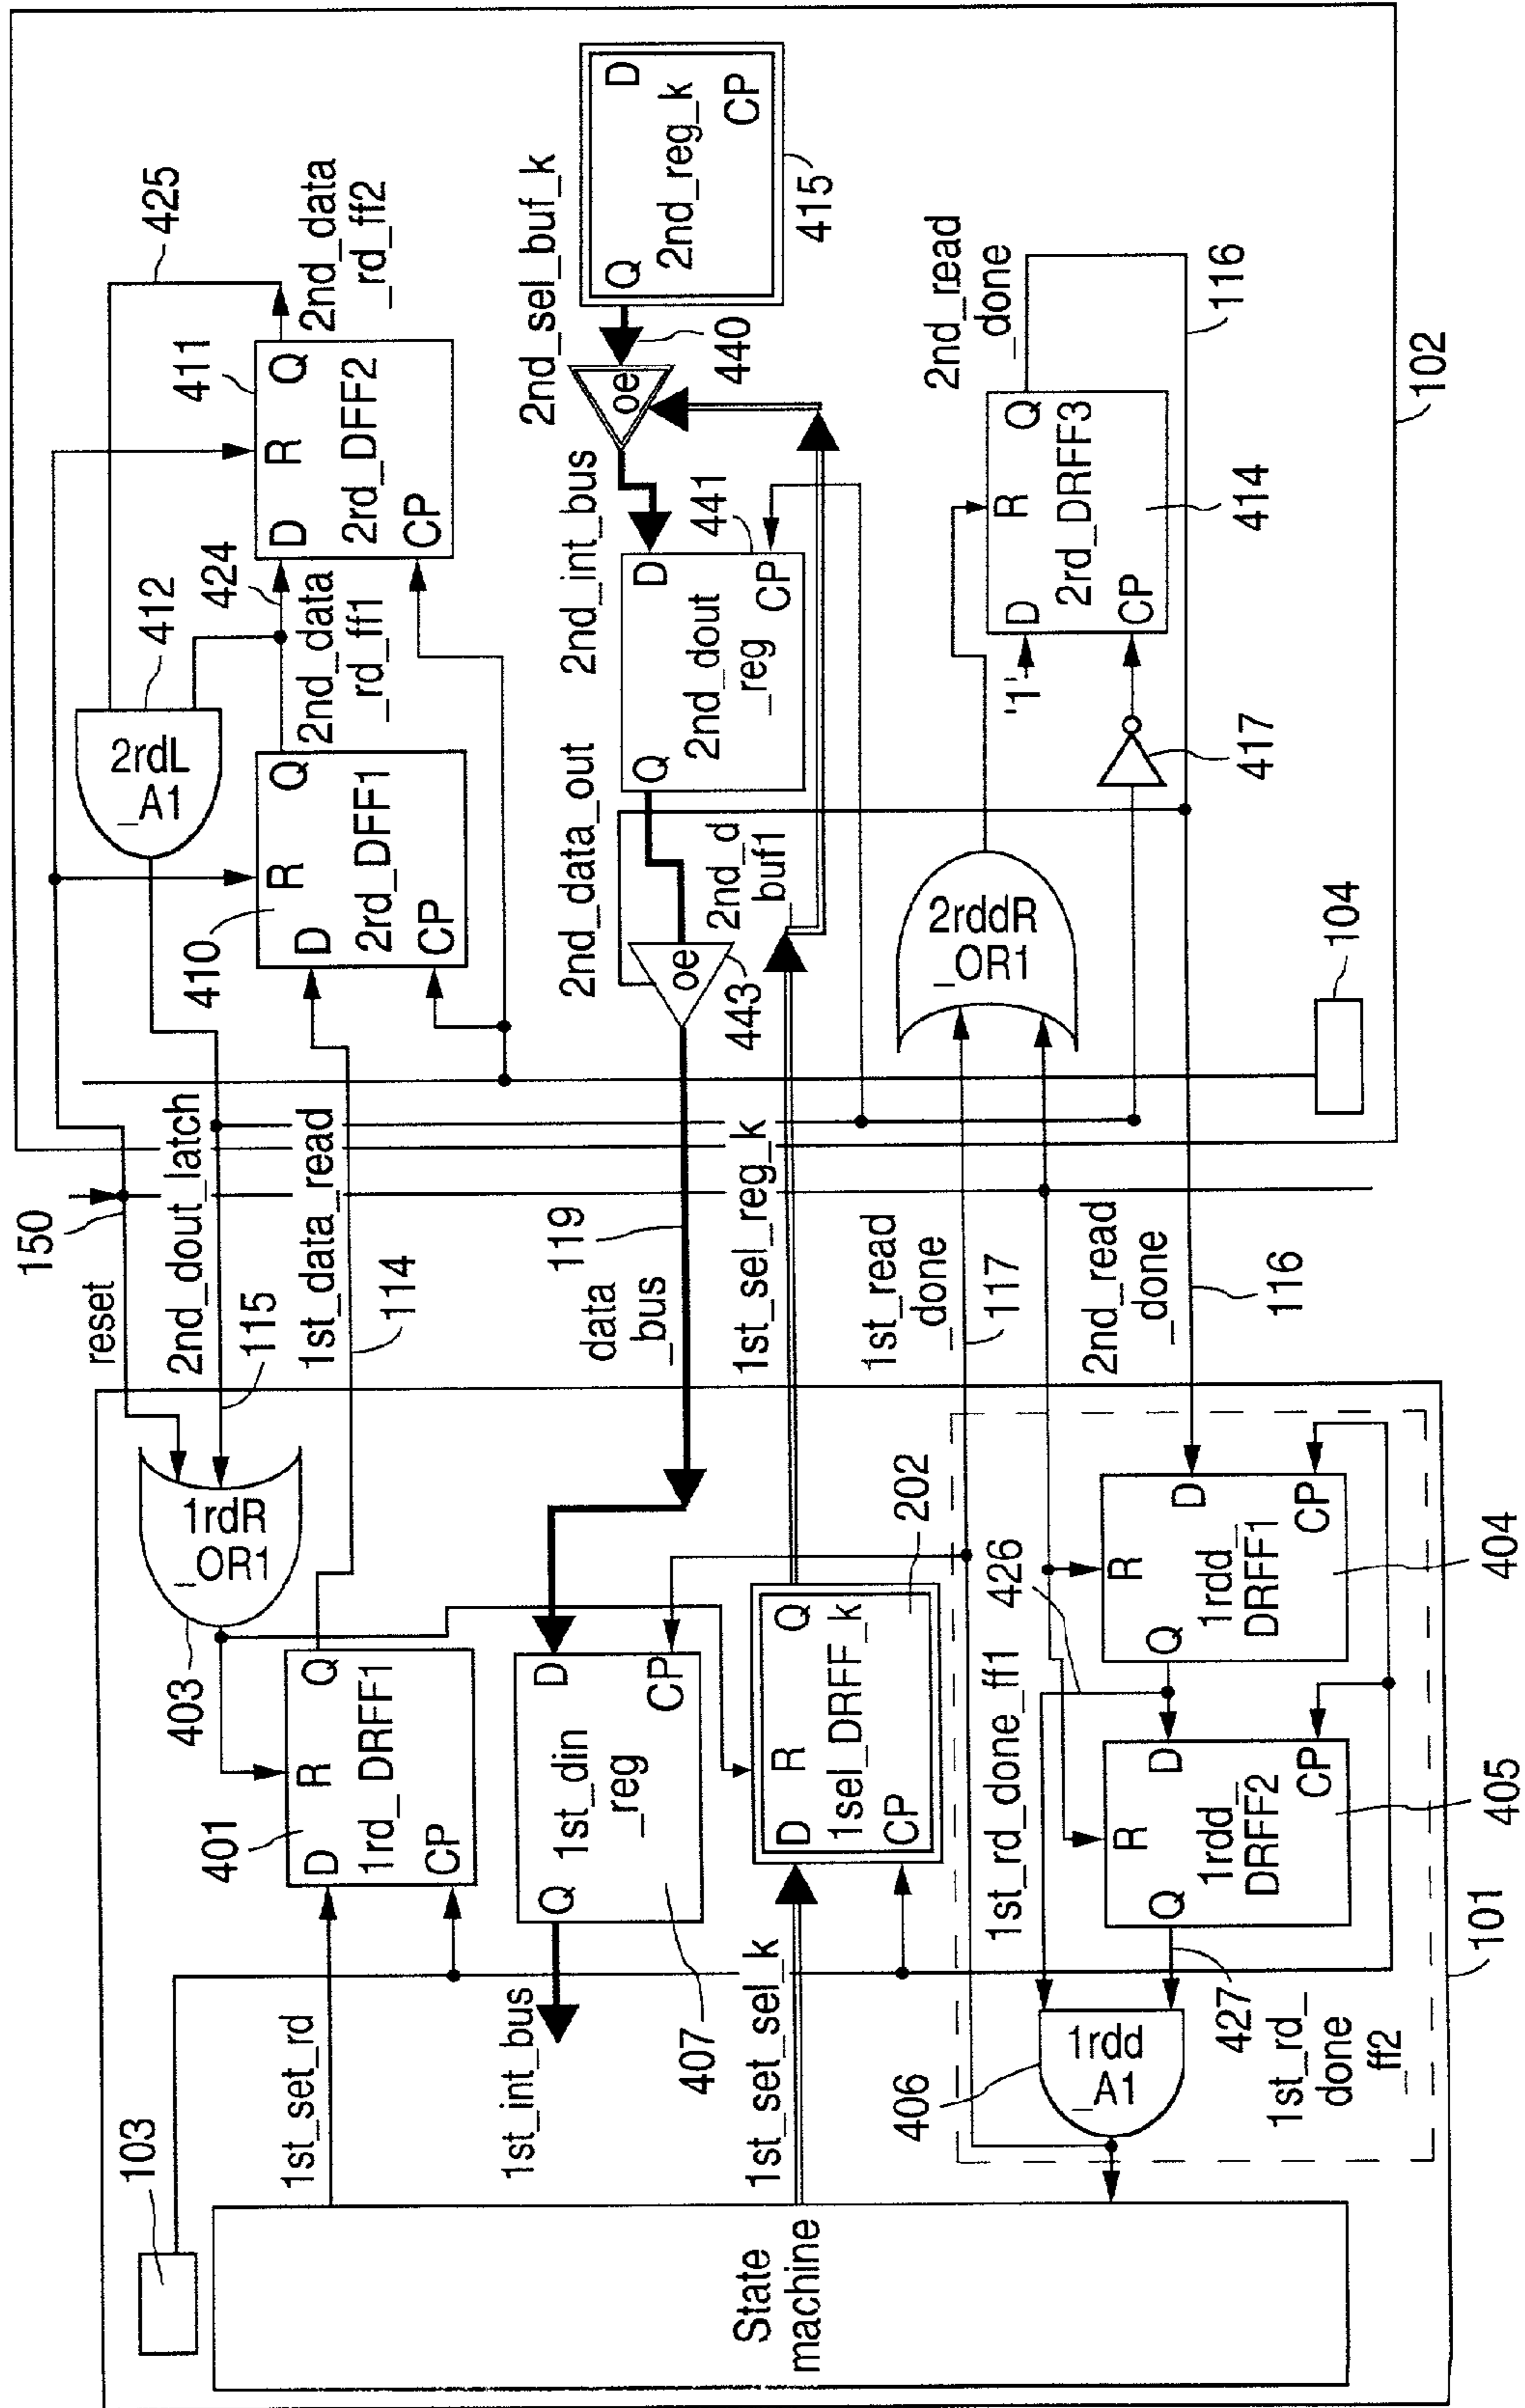 103
State
machine
1st_set_rd
1st_int_bus
1st_set_sel_k
401
403
D
R
Q
1rd_DRFF1
CP
1rdR
_OR1
reset
150
2nd_dout_latch
115
1st_data_read
114
Q
D
1st_din
_reg
CP
407
D
R
Q
1sel_DRFF_k
CP
202
data
_bus
119
1st_sel_reg_k
1st_read
_done
117
2nd_read
_done
116
406
1rdd
_A1
427
1st_rd_
done
_ff2
1st_rd_done_ff1
426
Q
R
D
1rdd_
DRFF2
CP
405
Q
R
D
1rdd_
DRFF1
CP
404
101
410
D
R
Q
2rd_DFF1
CP
2rdL
_A1
412
424
2nd_data
_rd_ff1
D
R
Q
2rd_DFF2
CP
411
425
2nd_data
_rd_ff2
2nd_data_out
oe
443
2nd_d
buf1
Q
D
2nd_dout
_reg
CP
441
2nd_int_bus
oe
2nd_sel_buf_k
440
Q
D
2nd_reg_k
CP
415
104
2rddR
_OR1
417
'1'
D
R
Q
2rd_DRFF3
CP
414
2nd_read
_done
116
102